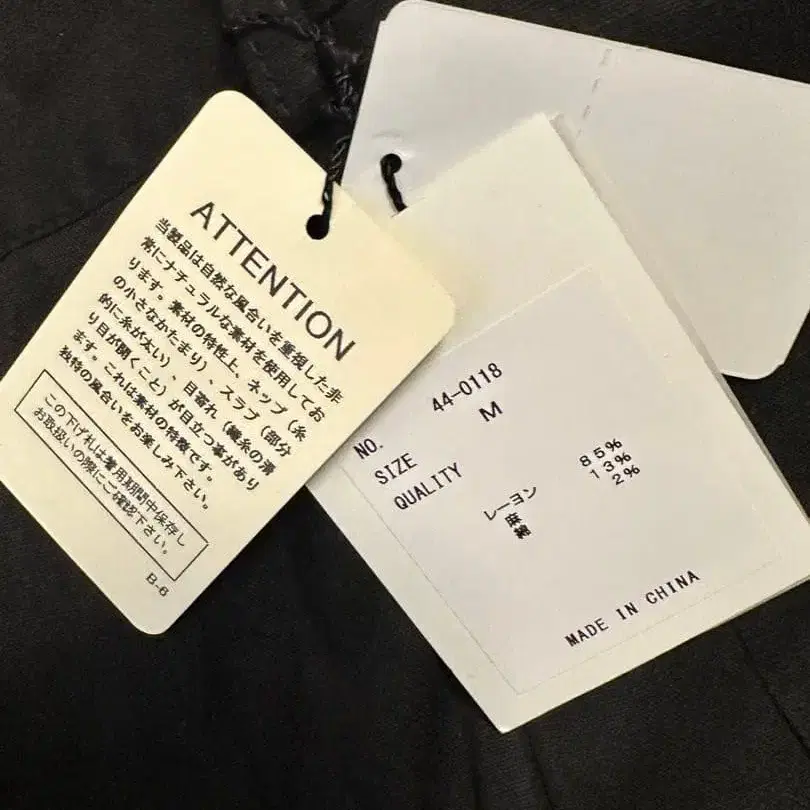 ATTENTION
当製品は自然な風合いを重視した非
常にナチュラルな素材を使用してお
ります。素材の特性上、ネップ（糸
の小さなかたまり）、スラブ（部分
的に糸が太い）、目寄れ（織糸の滑
り目が開くこと）が目立つ事があり
ます。これは素材の特徴です。
独特の風合いをお楽しみ下さい。
この下げ札は着用期間中保存し
お取扱いの際にご確認下さい。
B-6
NO. 44-0118
SIZE M
QUALITY
レーヨン 85%
麻 13%
綿 2%
MADE IN CHINA